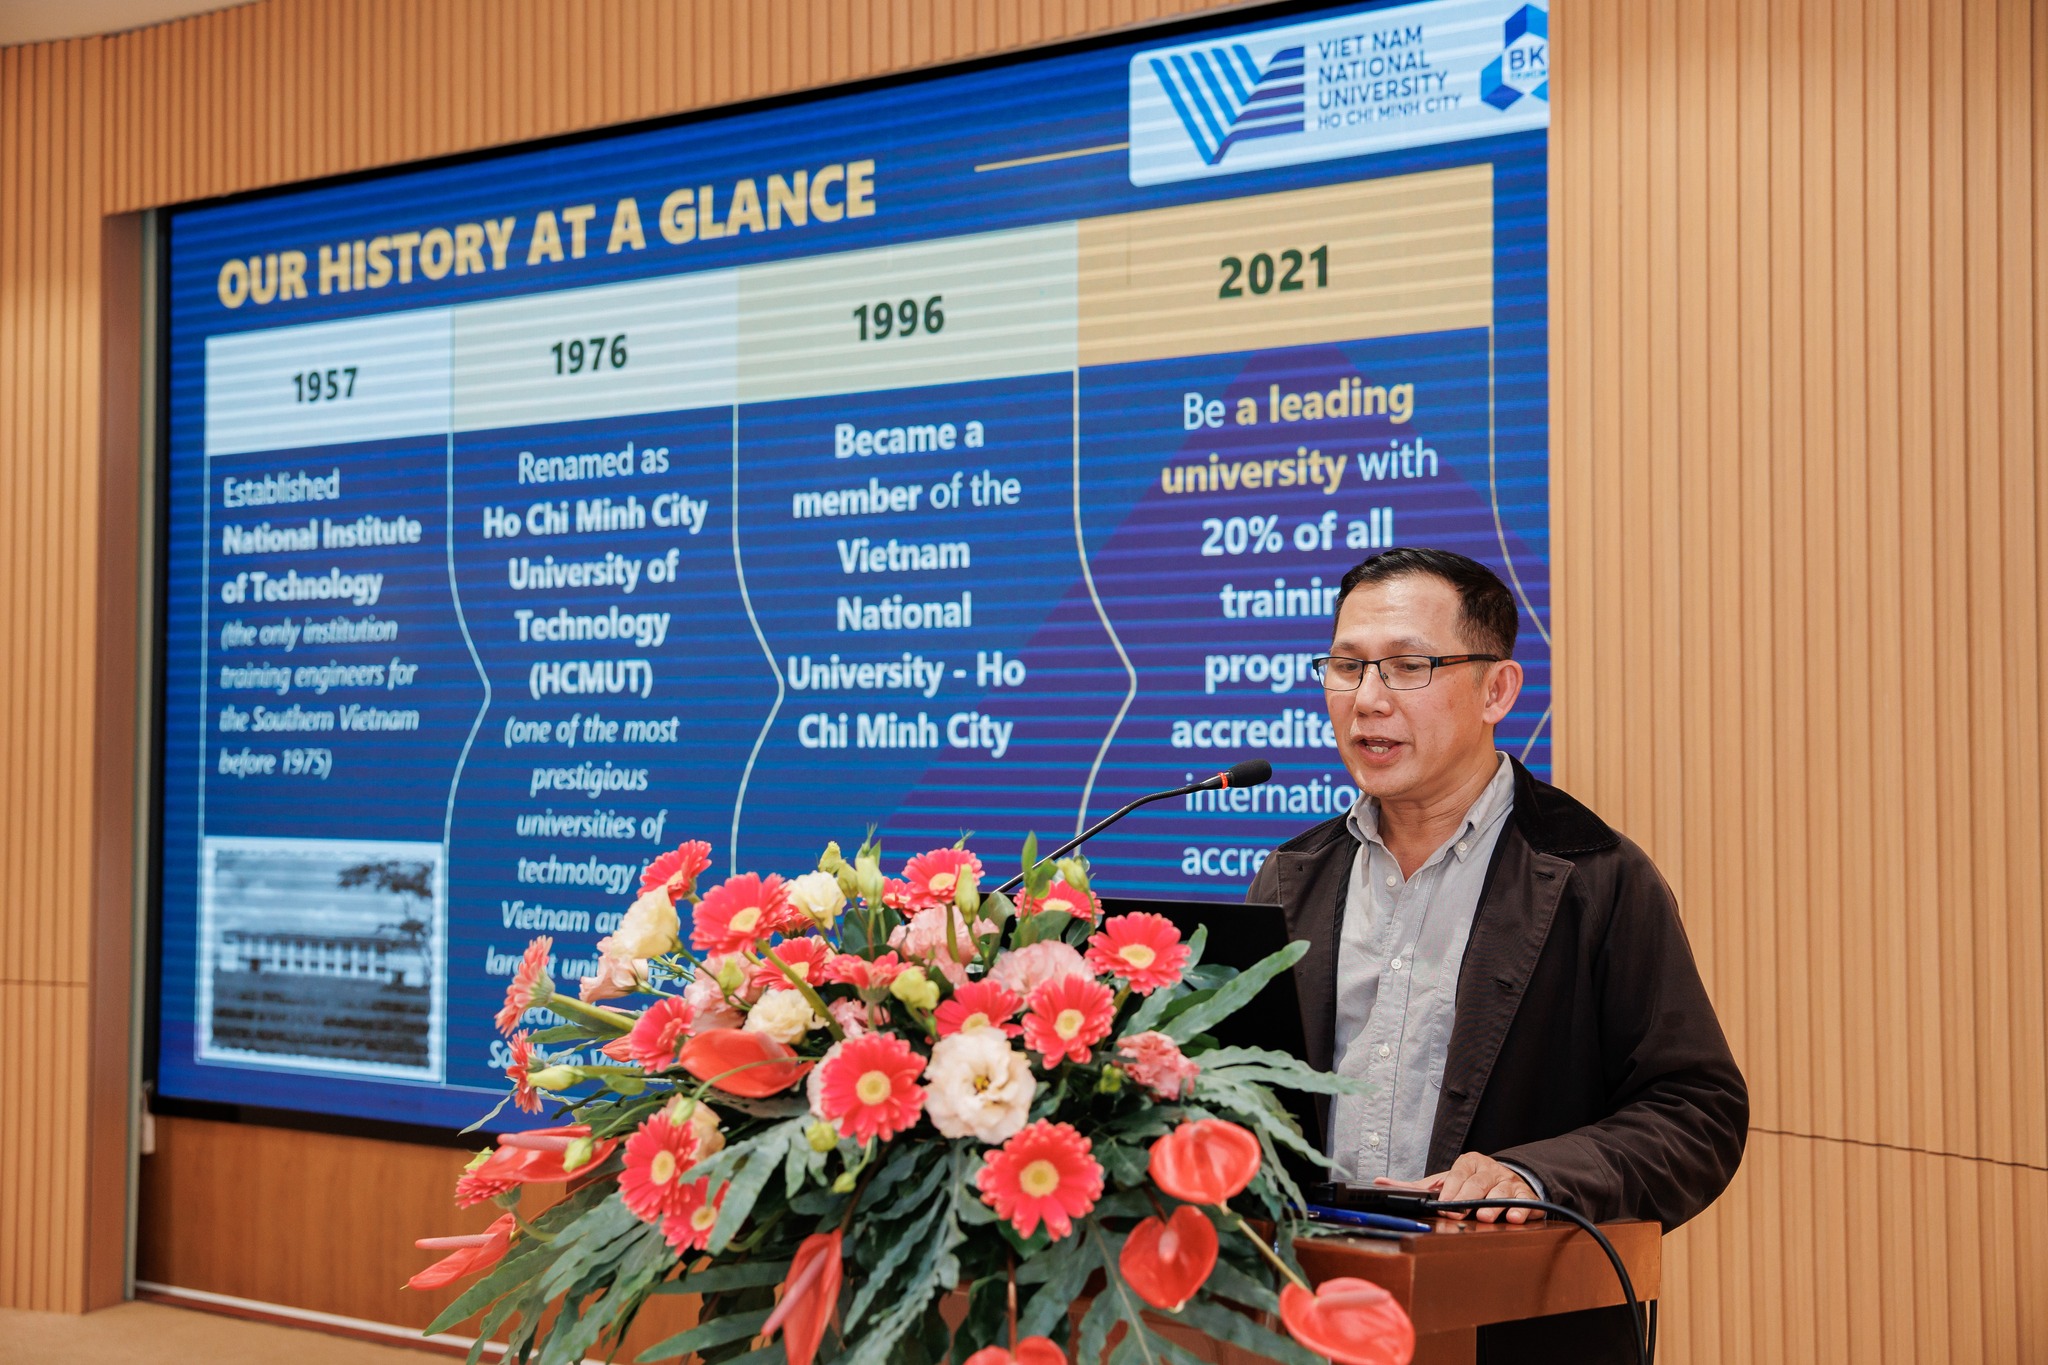 VIET NAM
NATIONAL
UNIVERSITY
HO CHI MINH CITY
BK
OUR HISTORY AT A GLANCE
1957
Established
National Institute
of Technology
(the only institution
training engineers for
the Southern Vietnam
before 1975)
1976
Renamed as
Ho Chi Minh City
University of
Technology
(HCMUT)
(one of the most
prestigious
universities of
technology
Vietnam
1996
Became a
member of the
Vietnam
National
University - Ho
Chi Minh City
2021
Be a leading
university with
20% of all